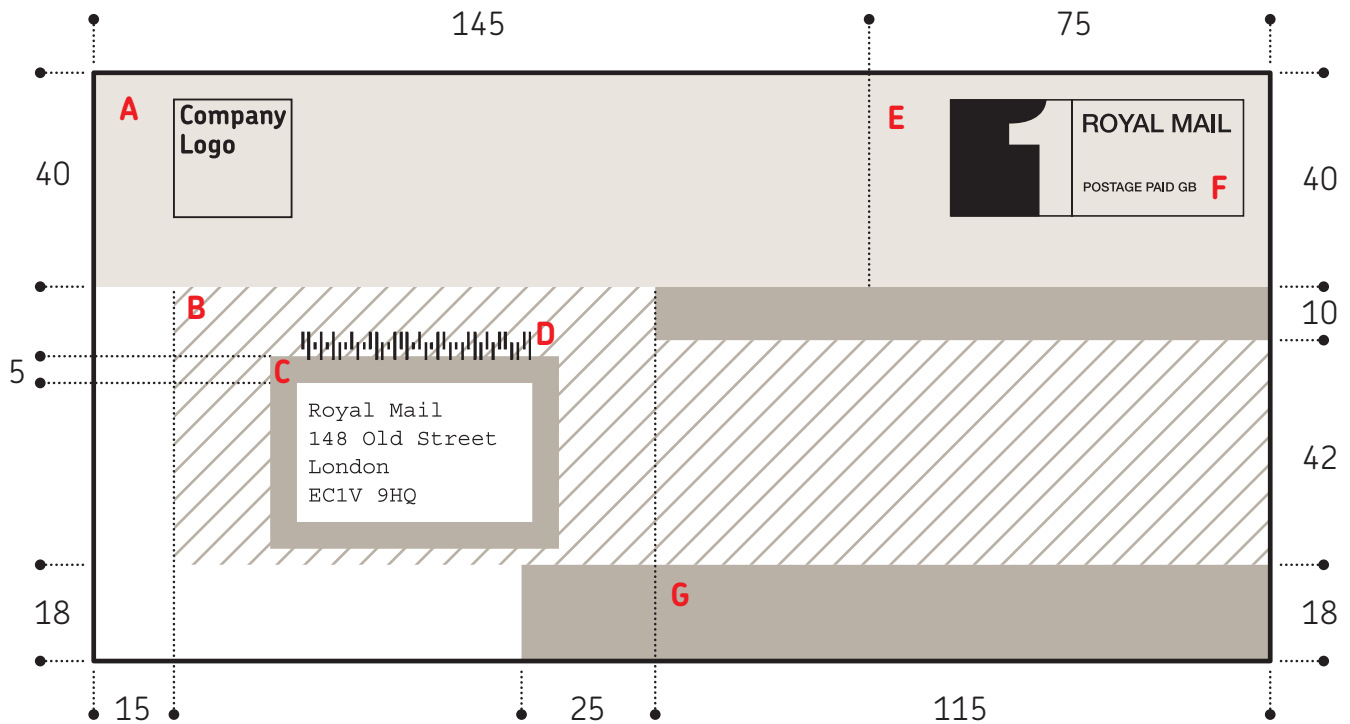 145
75
A
Company
Logo
E
ROYAL MAIL
POSTAGE PAID GB
F
40
40
B
10
D
5
C
Royal Mail
148 Old Street
London
EC1V 9HQ
42
18
G
18
15
25
115